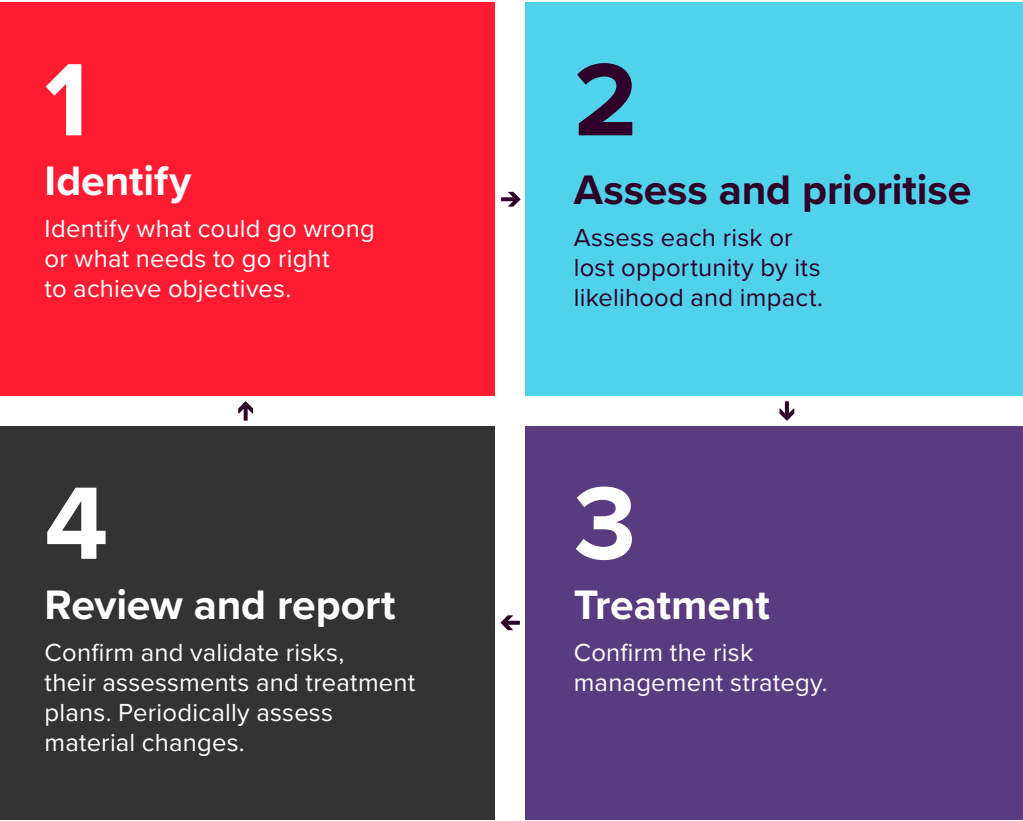 1
Identify
Identify what could go wrong
or what needs to go right
to achieve objectives.
2
Assess and prioritise
Assess each risk or
lost opportunity by its
likelihood and impact.
3
Treatment
Confirm the risk
management strategy.
4
Review and report
Confirm and validate risks,
their assessments and treatment
plans. Periodically assess
material changes.